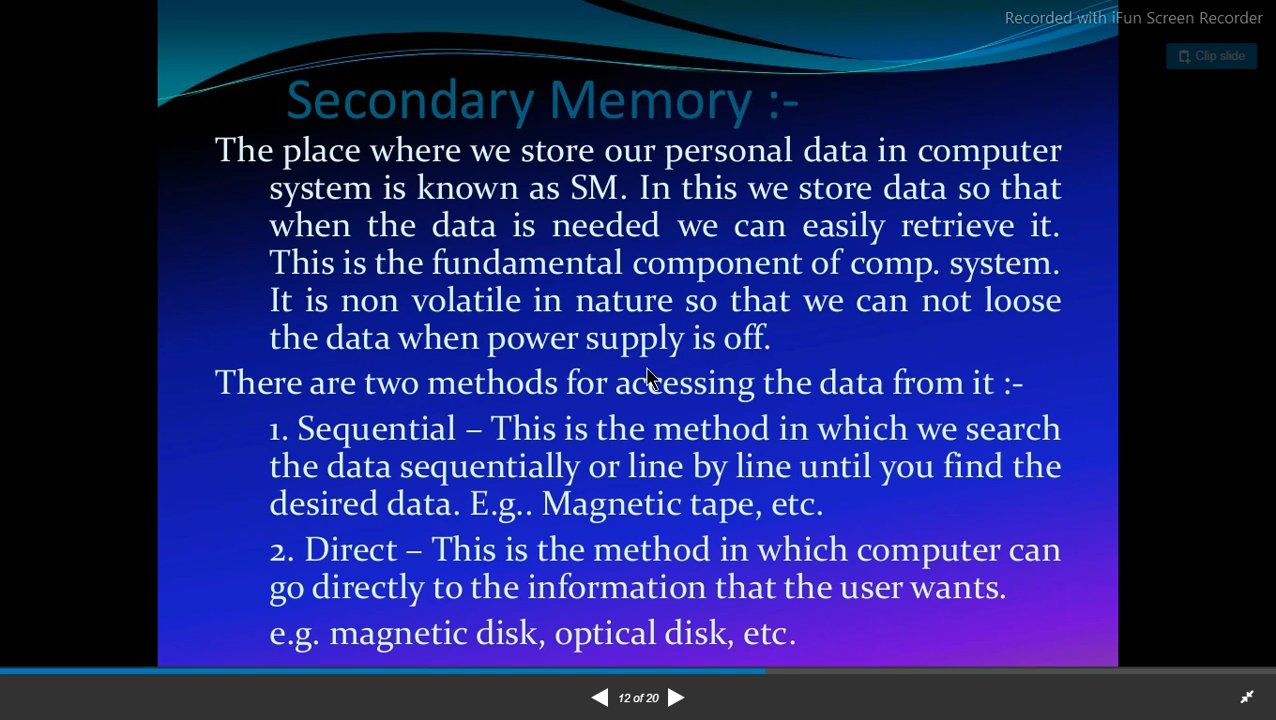 Recorded with iFun Screen Recorder
Clip slide
Secondary Memory :-
The place where we store our personal data in computer
system is known as SM. In this we store data so that
when the data is needed we can easily retrieve it.
This is the fundamental component of comp. system.
It is non volatile in nature so that we can not loose
the data when power supply is off.
There are two methods for accessing the data from it :-
1. Sequential – This is the method in which we search
the data sequentially or line by line until you find the
desired data. E.g.. Magnetic tape, etc.
2. Direct – This is the method in which computer can
go directly to the information that the user wants.
e.g. magnetic disk, optical disk, etc.
12 of 20